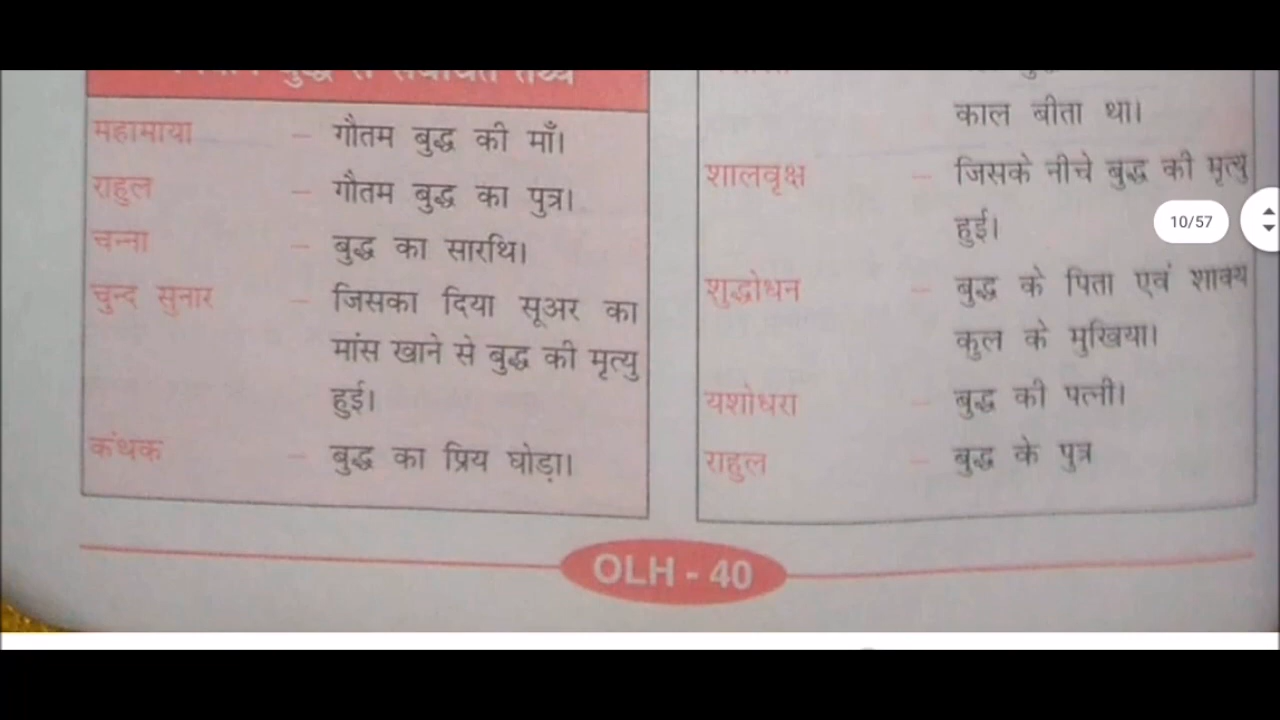 महामाया – गौतम बुद्ध की माँ।
राहुल – गौतम बुद्ध का पुत्र।
चन्ना – बुद्ध का सारथि।
चुन्द सुनार – जिसका दिया सूअर का
मांस खाने से बुद्ध की मृत्यु
हुई।
कंथक – बुद्ध का प्रिय घोड़ा।
काल बीता था।
शालवृक्ष – जिसके नीचे बुद्ध की मृत्यु
हुई।
शुद्धोधन – बुद्ध के पिता एवं शाक्य
कुल के मुखिया।
यशोधरा – बुद्ध की पत्नी।
राहुल – बुद्ध के पुत्र
10/57
OLH - 40